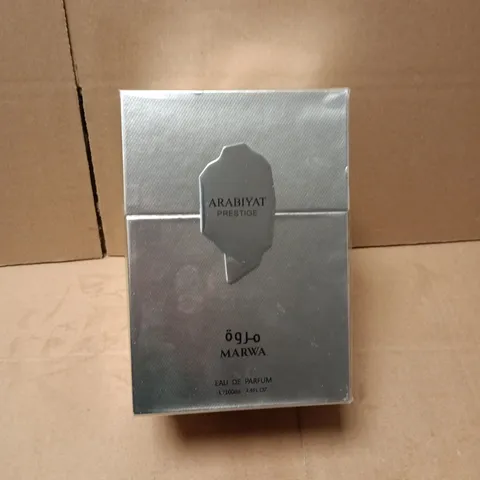 ARABIYAT
PRESTIGE
مروة
MARWA
EAU DE PARFUM